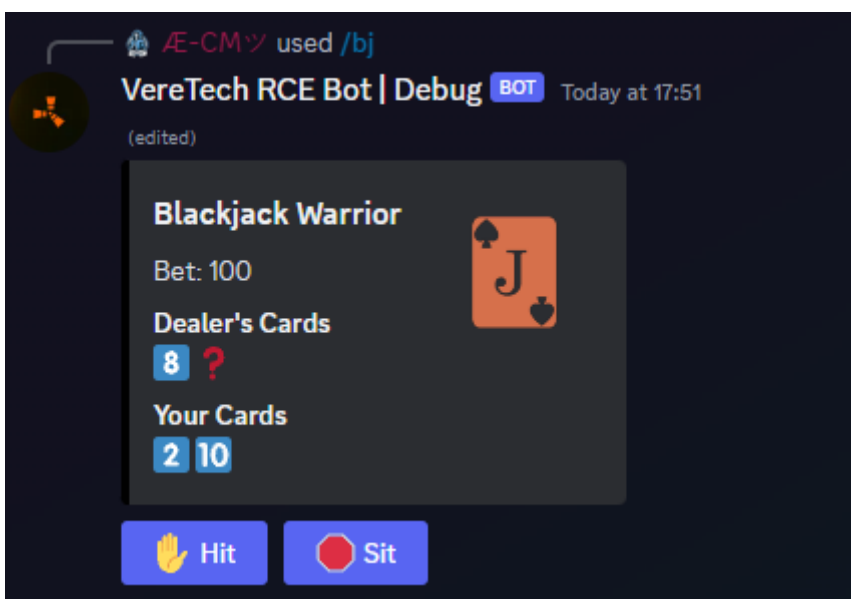 Æ-CMツ used /bj
VereTech RCE Bot | Debug BOT Today at 17:51
(edited)
Blackjack Warrior
Bet: 100
J
Dealer's Cards
8 ?
Your Cards
2 10
Hit Sit